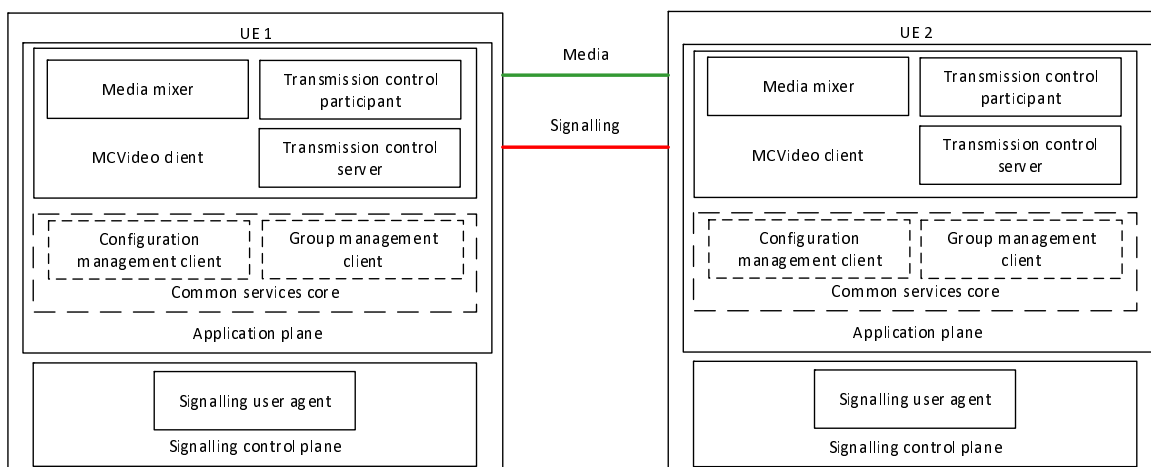 UE 1
Media mixer
Transmission control
participant
MCVideo client
Transmission control
server
Configuration
management client
Group management
client
Common services core
Application plane
Signalling user agent
Signalling control plane
Media
Signalling
UE 2
Media mixer
Transmission control
participant
MCVideo client
Transmission control
server
Configuration
management client
Group management
client
Common services core
Application plane
Signalling user agent
Signalling control plane